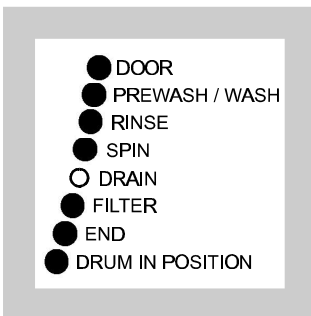 DOOR
PREWASH / WASH
RINSE
SPIN
DRAIN
FILTER
END
DRUM IN POSITION